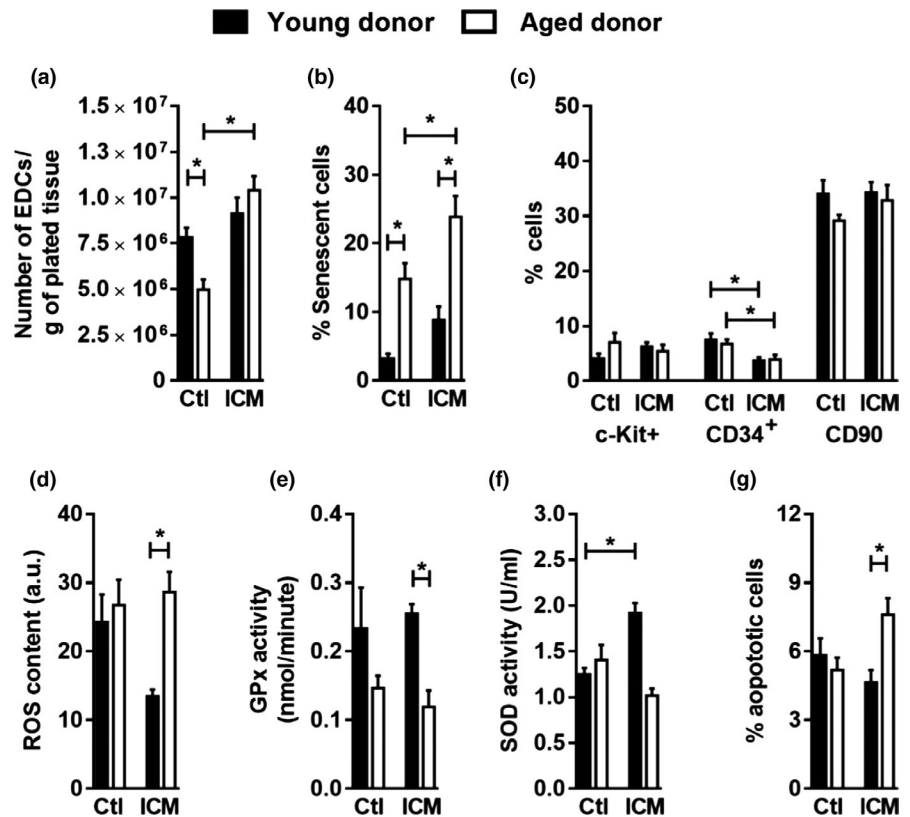 Young donor Aged donor
(a)
Number of EDCs/
g of plated tissue
1.5 × 10⁷
1.3 × 10⁷
1.0 × 10⁷
7.5 × 10⁶
5.0 × 10⁶
2.5 × 10⁶
0
*
*
Ctl ICM
(b)
% Senescent cells
50
40
30
20
10
0
*
*
*
Ctl ICM
(c)
% cells
50
40
30
20
10
0
*
*
Ctl ICM Ctl ICM Ctl ICM
c-Kit+ CD34⁺ CD90
(d)
ROS content (a.u.)
40
30
20
10
0
*
Ctl ICM
(e)
GPx activity
(nmol/minute)
0.4
0.3
0.2
0.1
0.0
*
Ctl ICM
(f)
SOD activity (U/ml)
3.0
2.5
2.0
1.5
1.0
0.5
0.0
*
Ctl ICM
(g)
% aopototic cells
12
9
6
3
0
*
Ctl ICM